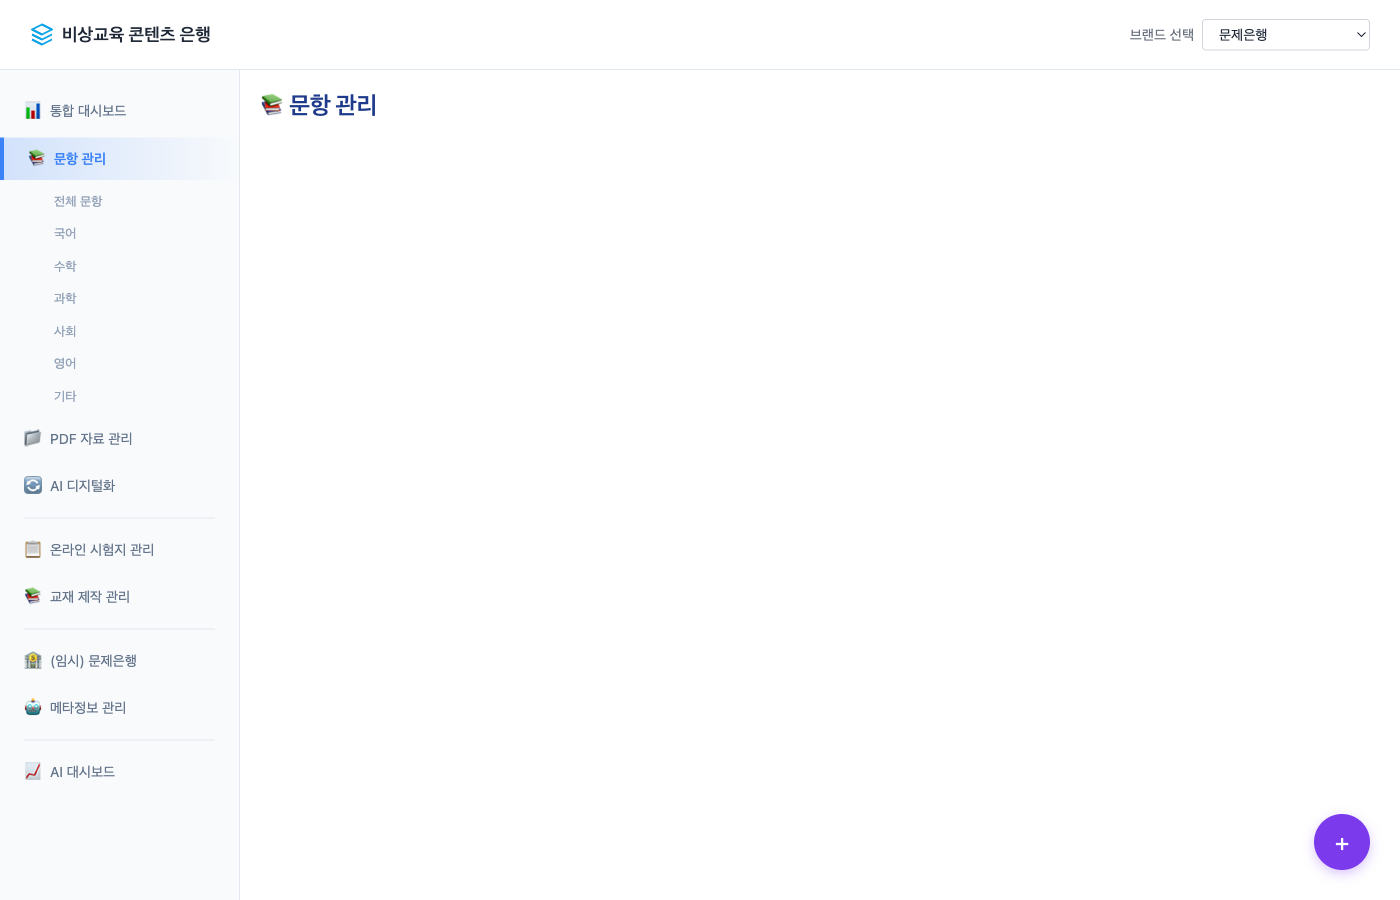 비상교육 콘텐츠 은행
브랜드 선택
문제은행
통합 대시보드
문항 관리
전체 문항
국어
수학
과학
사회
영어
기타
PDF 자료 관리
AI 디지털화
온라인 시험지 관리
교재 제작 관리
(임시) 문제은행
메타정보 관리
AI 대시보드
문항 관리
+